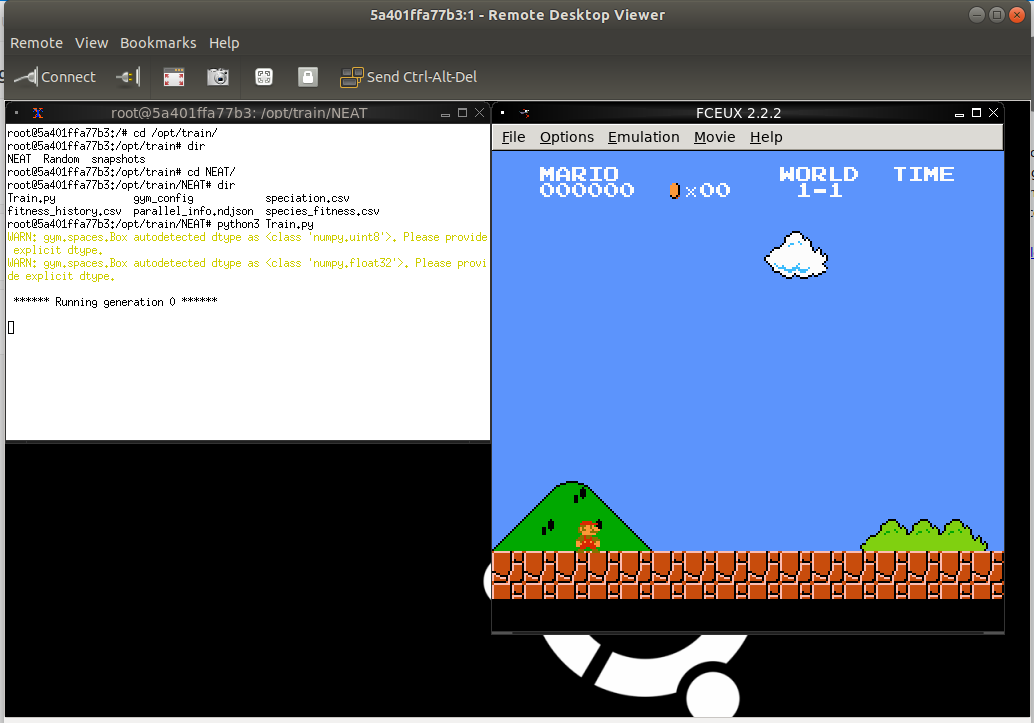 5a401ffa77b3:1 - Remote Desktop Viewer
Remote View Bookmarks Help
Connect Send Ctrl-Alt-Del
root@5a401ffa77b3: /opt/train/NEAT
root@5a401ffa77b3:/# cd /opt/train/
root@5a401ffa77b3:/opt/train# dir
NEAT Random snapshots
root@5a401ffa77b3:/opt/train# cd NEAT/
root@5a401ffa77b3:/opt/train/NEAT# dir
Train.py gym_config speciation.csv
fitness_history.csv parallel_info.ndjson species_fitness.csv
root@5a401ffa77b3:/opt/train/NEAT# python3 Train.py
WARN: gym.spaces.Box autodetected dtype as <class 'numpy.uint8'>. Please provide
explicit dtype.
WARN: gym.spaces.Box autodetected dtype as <class 'numpy.float32'>. Please provi
de explicit dtype.
****** Running generation 0 ******
FCEUX 2.2.2
File Options Emulation Movie Help
MARIO WORLD TIME
000000 ×00 1-1